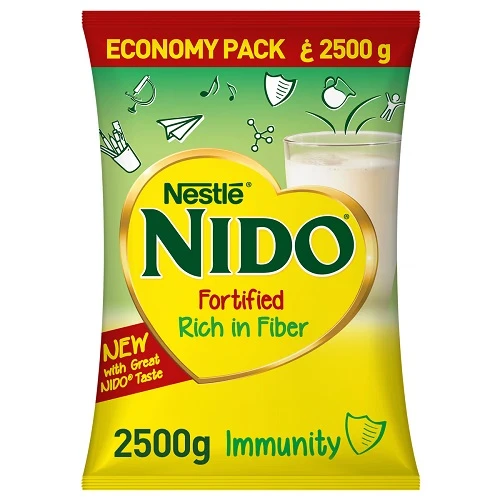 ECONOMY PACK غ 2500 g
Nestlé®
NIDO®
Fortified
Rich in Fiber
NEW
with Great
NIDO® Taste
2500g Immunity